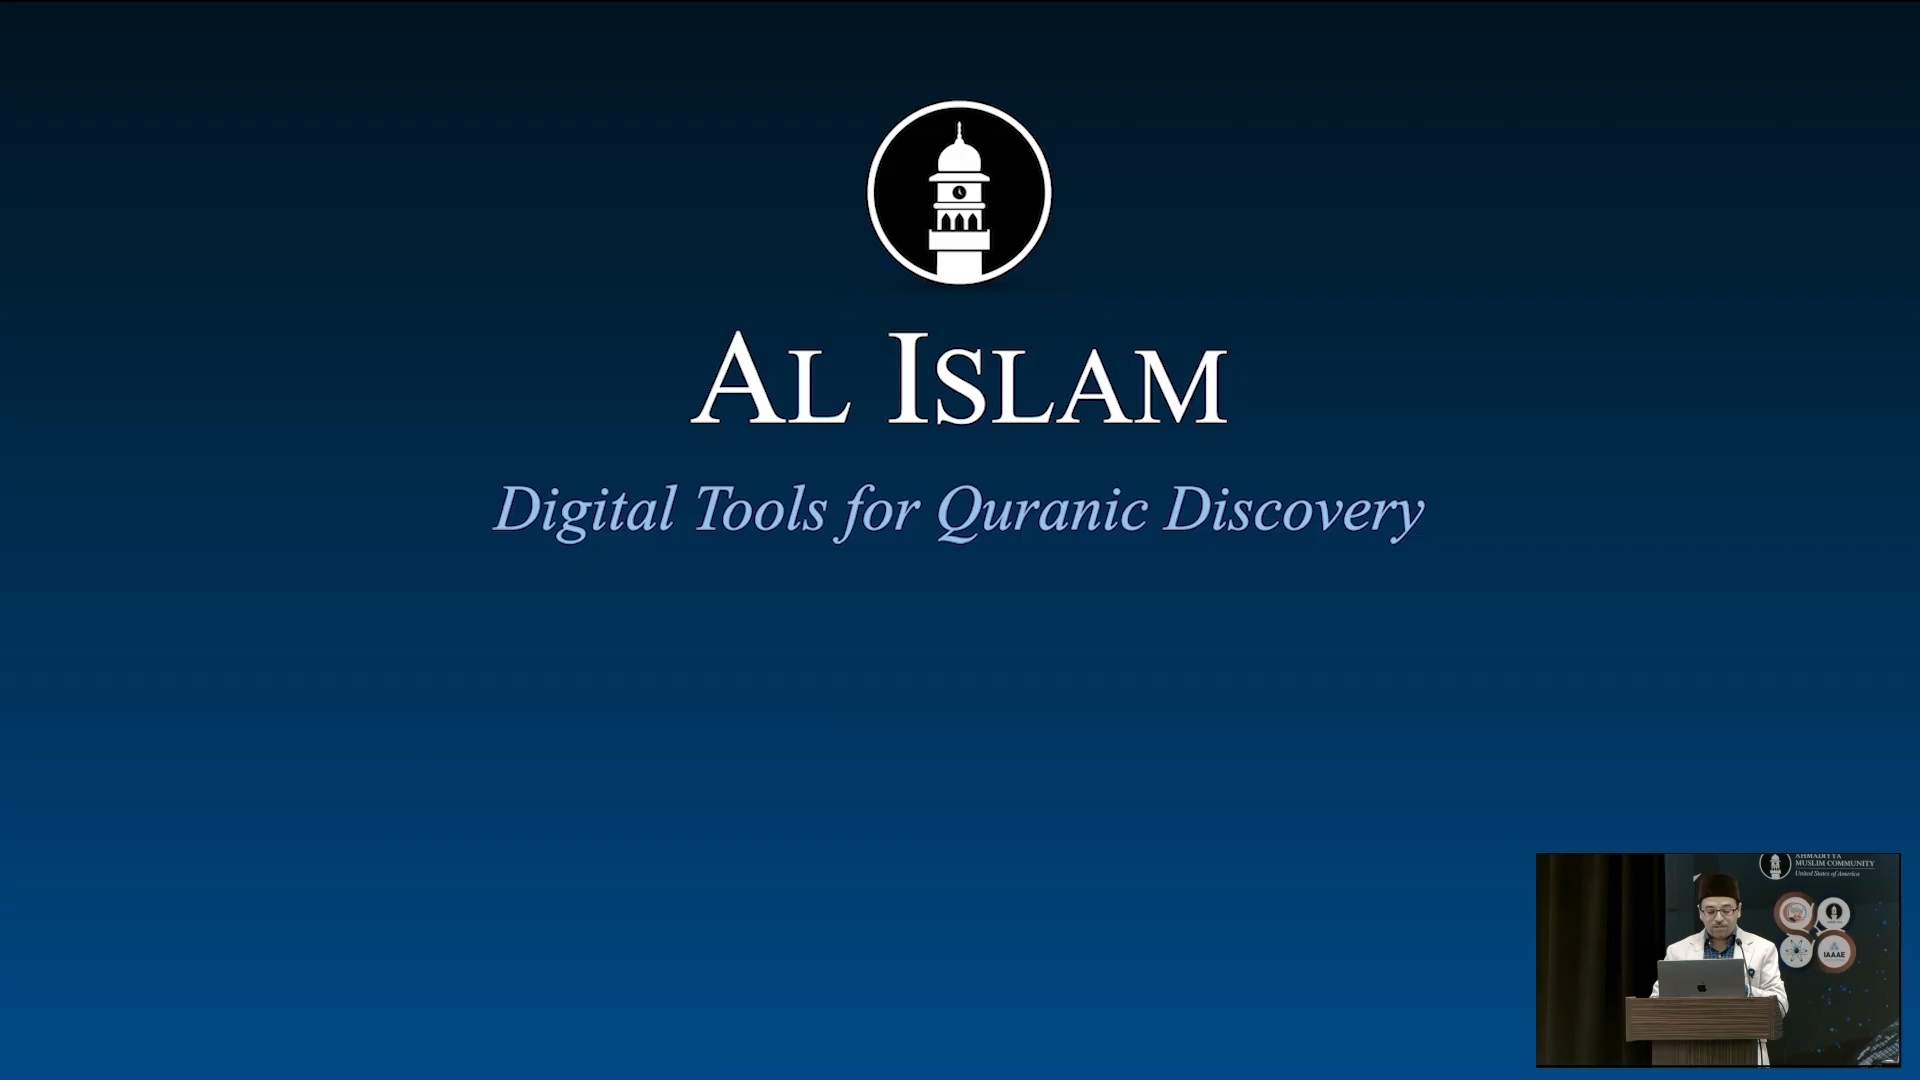 AL ISLAM
Digital Tools for Quranic Discovery
AHMADIYYA
MUSLIM COMMUNITY
United States of America
IAAAE